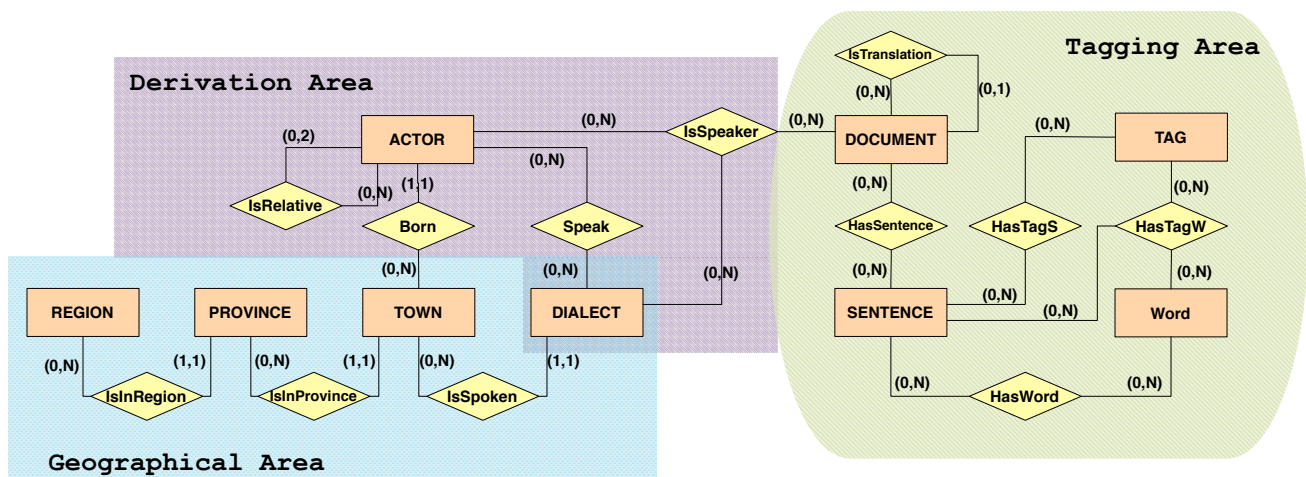 Tagging Area
IsTranslation
Derivation Area
(0,N)
(0,1)
(0,N)
(0,N)
(0,2)
ACTOR
IsSpeaker
DOCUMENT
(0,N)
TAG
(0,N)
(0,N)
(1,1)
(0,N)
(0,N)
IsRelative
Born
Speak
HasSentence
HasTagS
HasTagW
(0,N)
(0,N)
(0,N)
(0,N)
(0,N)
REGION
PROVINCE
TOWN
DIALECT
SENTENCE
(0,N)
(0,N)
Word
(0,N)
(1,1)
(0,N)
(1,1)
(0,N)
(1,1)
(0,N)
(0,N)
IsInRegion
IsInProvince
IsSpoken
HasWord
Geographical Area